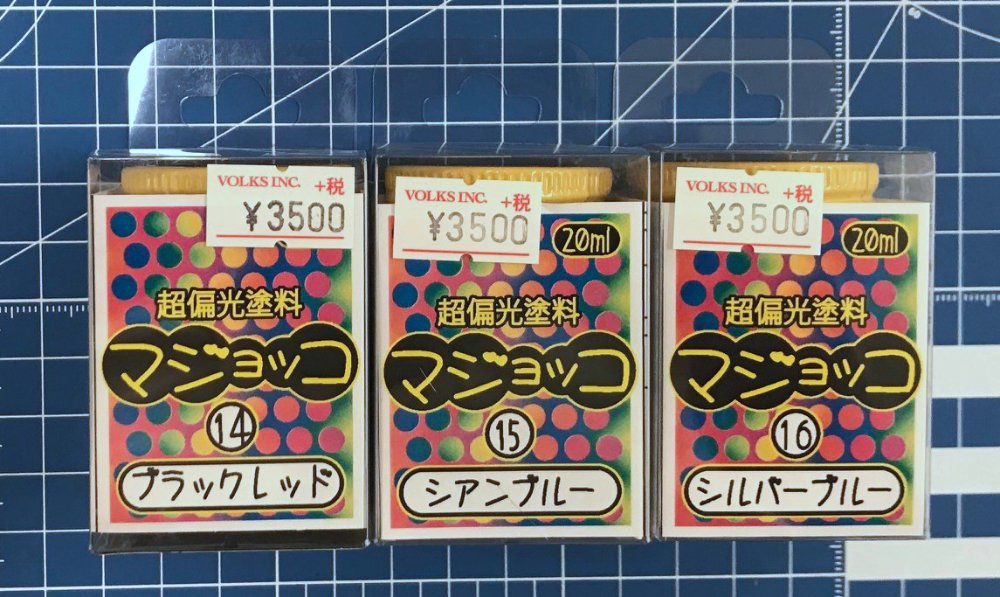 VOLKS INC. +税
¥3500
超偏光塗料
マジョッコ
14
ブラックレッド
VOLKS INC. +税
¥3500
20ml
超偏光塗料
マジョッコ
15
シアンブルー
VOLKS INC. +税
¥3500
20ml
超偏光塗料
マジョッコ
16
シルバーブルー